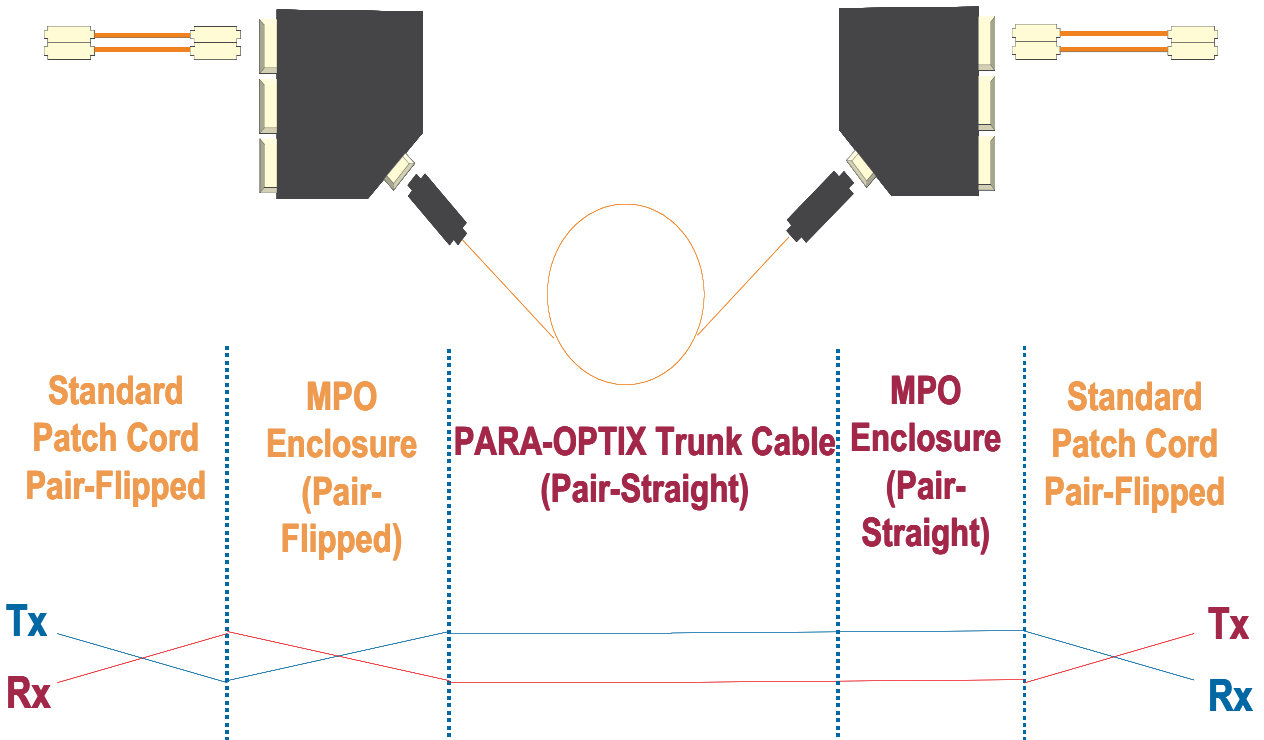 Standard
Patch Cord
Pair-Flipped
MPO
Enclosure
(Pair-
Flipped)
PARA-OPTIX Trunk Cable
(Pair-Straight)
MPO
Enclosure
(Pair-
Straight)
Standard
Patch Cord
Pair-Flipped
Tx
Rx
Tx
Rx